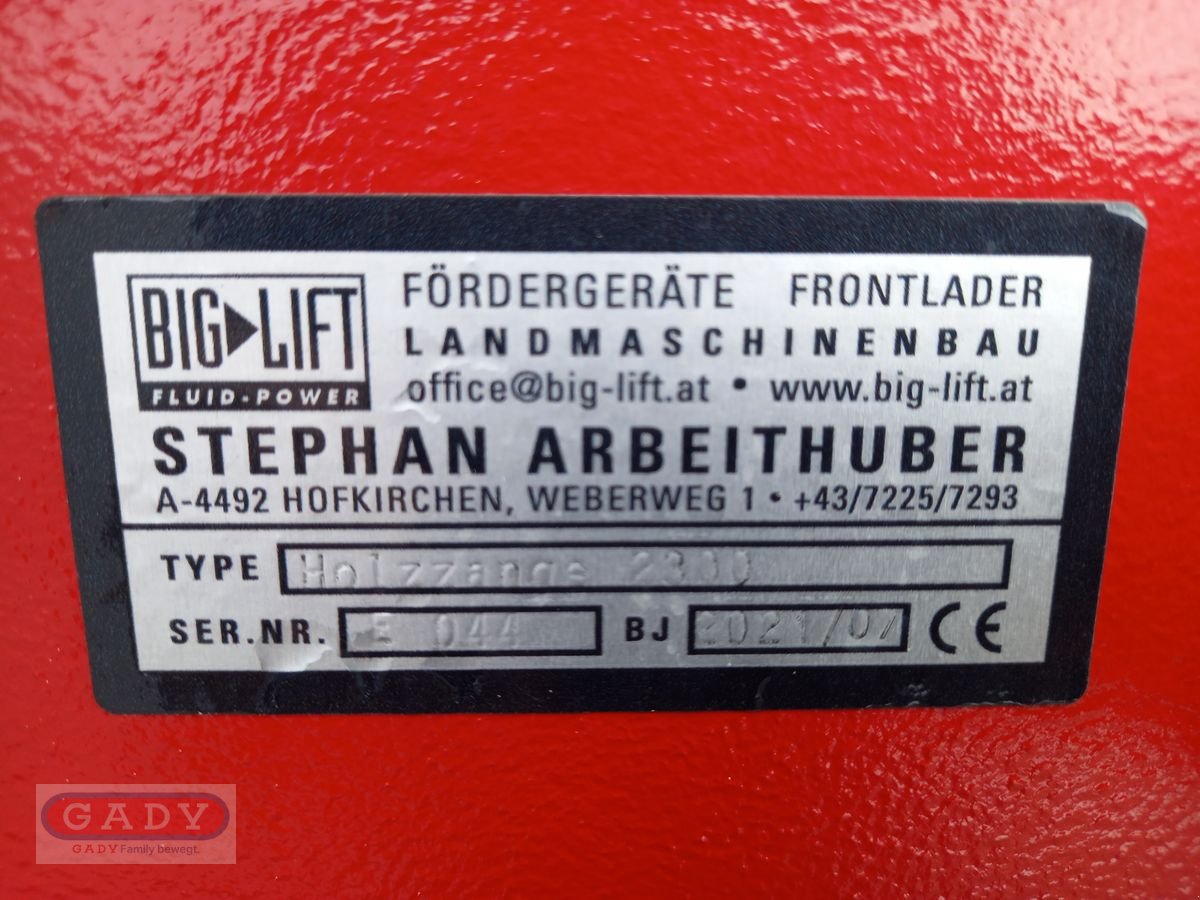 BIG LIFT
FLUID-POWER
FÖRDERGERÄTE FRONTLADER
LANDMASCHINENBAU
office@big-lift.at • www.big-lift.at
STEPHAN ARBEITHUBER
A-4492 HOFKIRCHEN, WEBERWEG 1 • +43/7225/7293
TYPE Holzzange 2300
SER.NR. E 044 BJ 2021/07 CE
GADY
GADY Family bewegt.